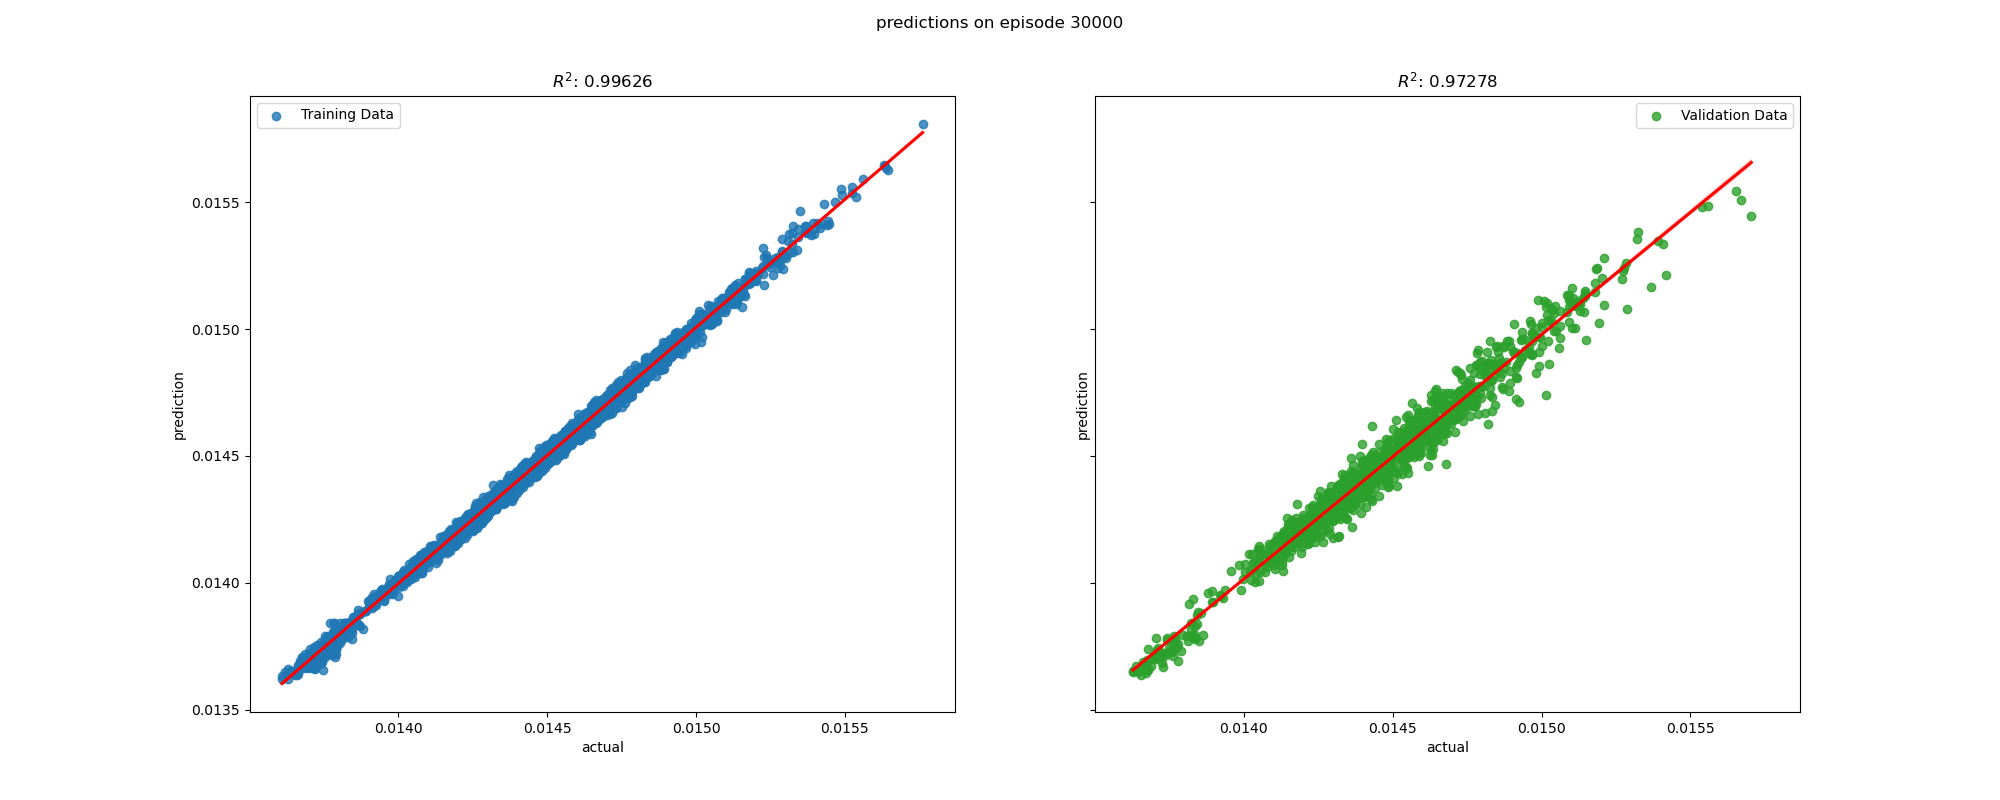 predictions on episode 30000
R²: 0.99626
Training Data
0.0155
0.0150
0.0145
0.0140
0.0135
prediction
0.0140 0.0145 0.0150 0.0155
actual
R²: 0.97278
Validation Data
prediction
0.0140 0.0145 0.0150 0.0155
actual